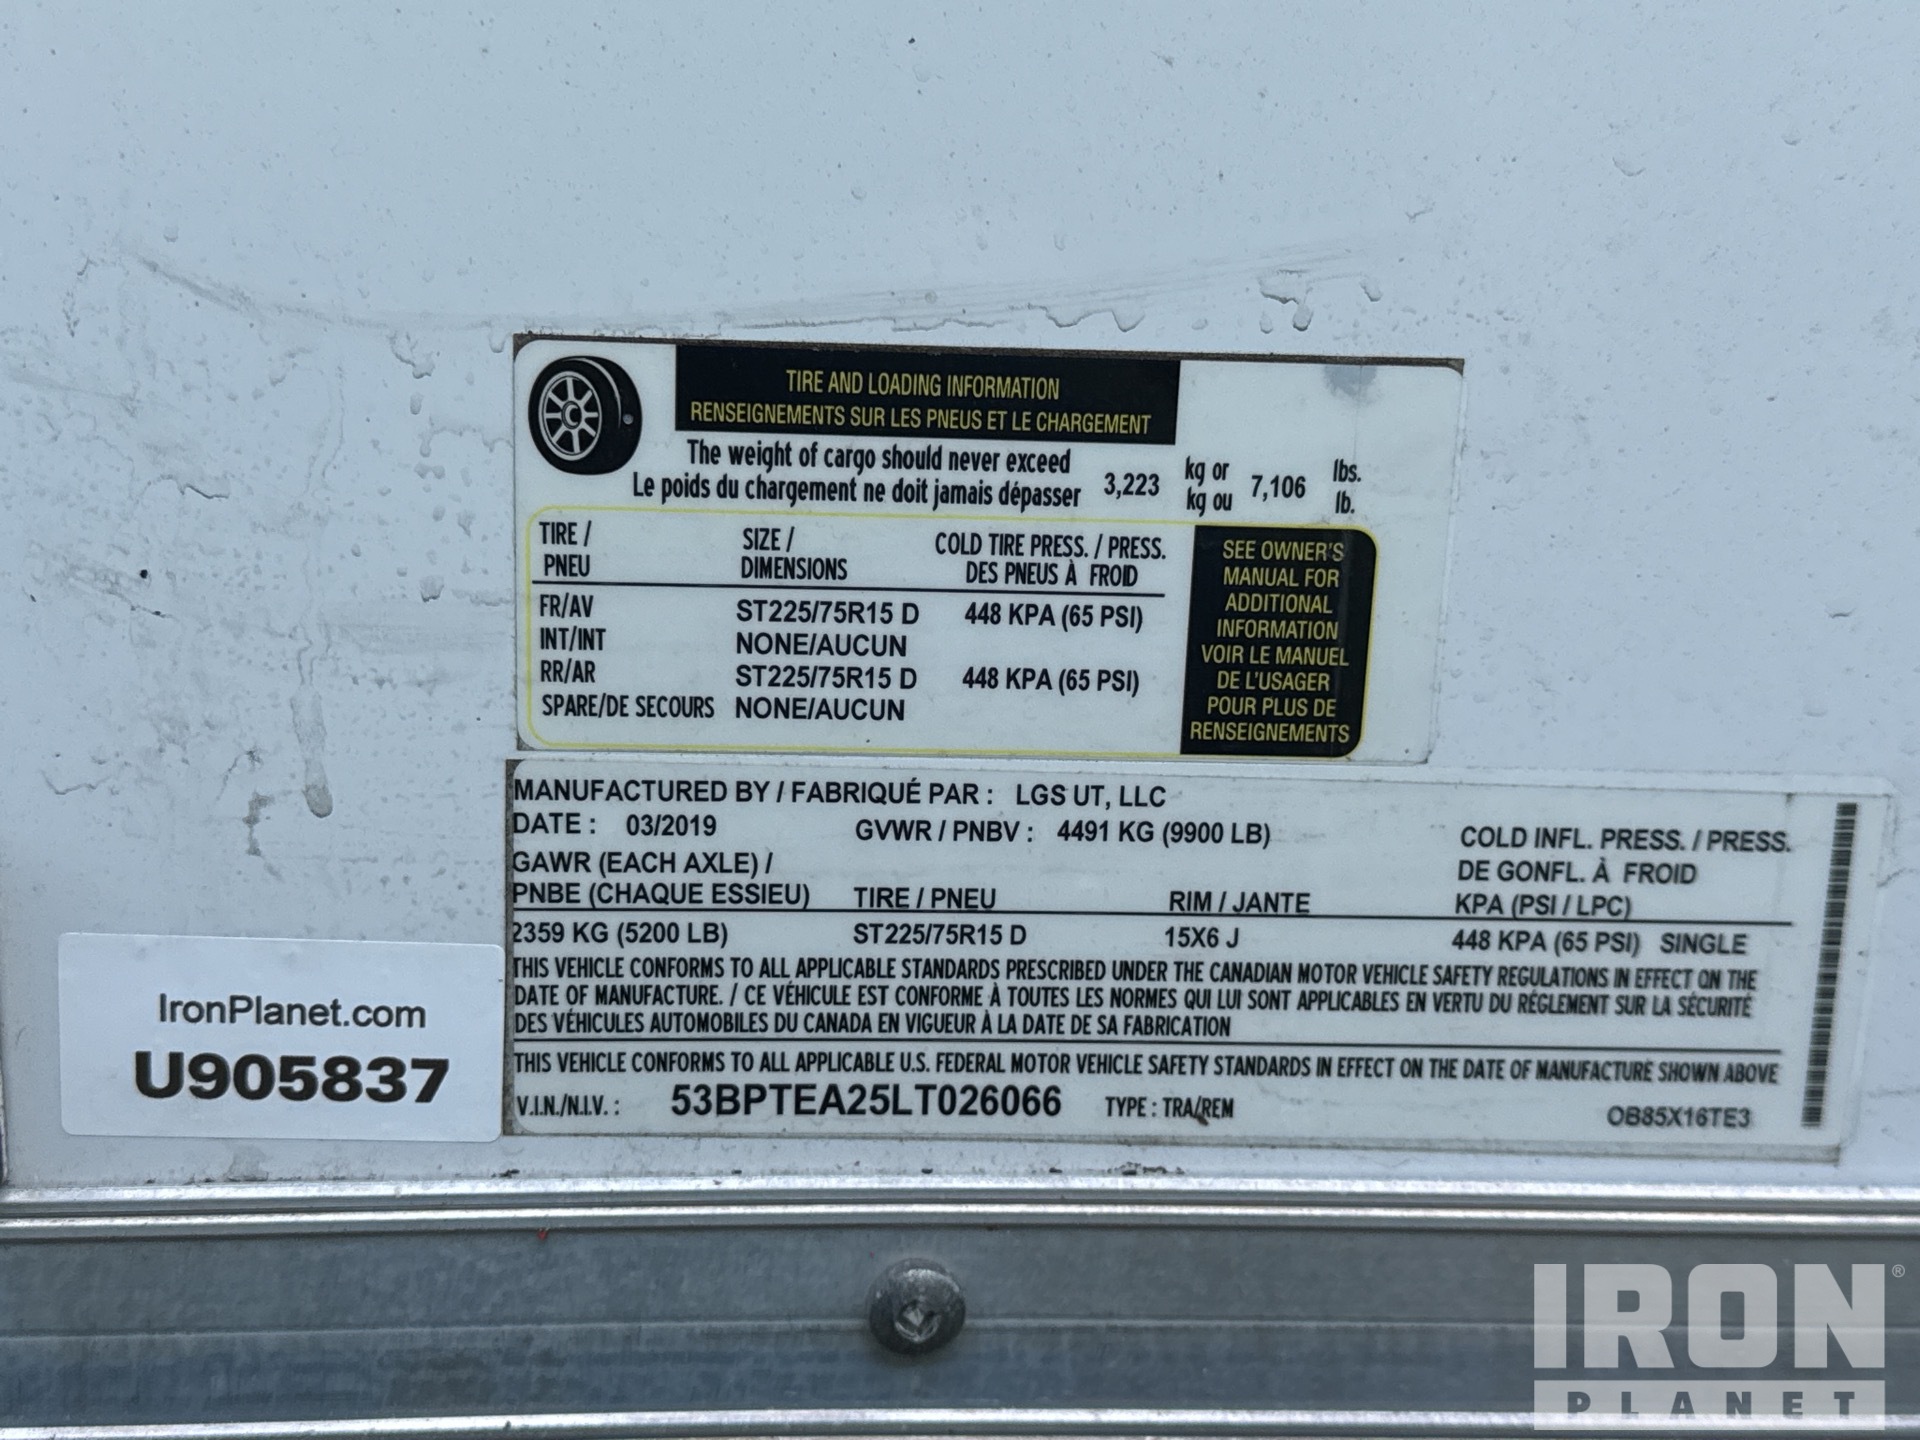 TIRE AND LOADING INFORMATION
RENSEIGNEMENTS SUR LES PNEUS ET LE CHARGEMENT
The weight of cargo should never exceed
Le poids du chargement ne doit jamais dépasser
3,223
kg or
kg ou
7,106
lbs.
lb.
TIRE / PNEU
SIZE / DIMENSIONS
COLD TIRE PRESS. / PRESS. DES PNEUS À FROID
FR/AV ST225/75R15 D 448 KPA (65 PSI)
INT/INT NONE/AUCUN
RR/AR ST225/75R15 D 448 KPA (65 PSI)
SPARE/DE SECOURS NONE/AUCUN
SEE OWNER'S
MANUAL FOR
ADDITIONAL
INFORMATION
VOIR LE MANUEL
DE L'USAGER
POUR PLUS DE
RENSEIGNEMENTS
MANUFACTURED BY / FABRIQUÉ PAR : LGS UT, LLC
DATE : 03/2019 GVWR / PNBV : 4491 KG (9900 LB)
GAWR (EACH AXLE) /
PNBE (CHAQUE ESSIEU) TIRE / PNEU RIM / JANTE
COLD INFL. PRESS. / PRESS.
DE GONFL. À FROID
KPA (PSI / LPC)
2359 KG (5200 LB) ST225/75R15 D 15X6 J 448 KPA (65 PSI) SINGLE
THIS VEHICLE CONFORMS TO ALL APPLICABLE STANDARDS PRESCRIBED UNDER THE CANADIAN MOTOR VEHICLE SAFETY REGULATIONS IN EFFECT ON THE
DATE OF MANUFACTURE. / CE VÉHICULE EST CONFORME À TOUTES LES NORMES QUI LUI SONT APPLICABLES EN VERTU DU RÉGLEMENT SUR LA SÉCURITÉ
DES VÉHICULES AUTOMOBILES DU CANADA EN VIGUEUR À LA DATE DE SA FABRICATION
THIS VEHICLE CONFORMS TO ALL APPLICABLE U.S. FEDERAL MOTOR VEHICLE SAFETY STANDARDS IN EFFECT ON THE DATE OF MANUFACTURE SHOWN ABOVE
V.I.N./N.I.V. : 53BPTEA25LT026066 TYPE : TRA/REM OB85X16TE3
IronPlanet.com
U905837
IRON ®
PLANET